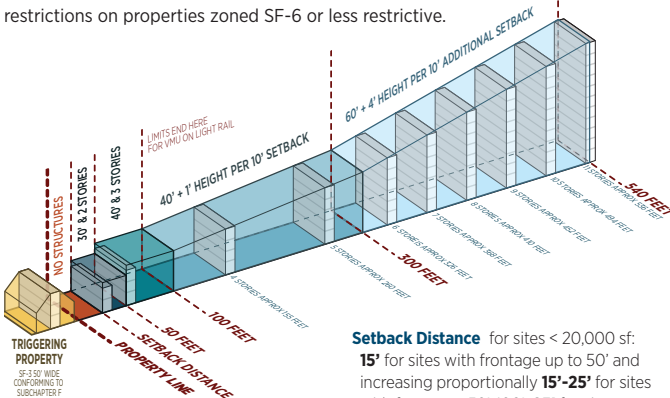 restrictions on properties zoned SF-6 or less restrictive.
NO STRUCTURES
30' & 2 STORIES
40' & 3 STORIES
LIMITS END HERE
FOR VMU ON LIGHT RAIL
40' + 1' HEIGHT PER 10' SETBACK
60' + 4' HEIGHT PER 10' ADDITIONAL SETBACK
TRIGGERING
PROPERTY
SF-3 50' WIDE
CONFORMING TO
SUBCHAPTER F
PROPERTY LINE
SETBACK DISTANCE
50 FEET
100 FEET
4 STORIES APPROX 155 FEET
5 STORIES APPROX 260 FEET
300 FEET
6 STORIES APPROX 326 FEET
7 STORIES APPROX 368 FEET
8 STORIES APPROX 410 FEET
9 STORIES APPROX 452 FEET
10 STORIES APPROX 494 FEET
11 STORIES APPROX 536 FEET
540 FEET
Setback Distance for sites < 20,000 sf:
15' for sites with frontage up to 50' and
increasing proportionally 15'-25' for sites